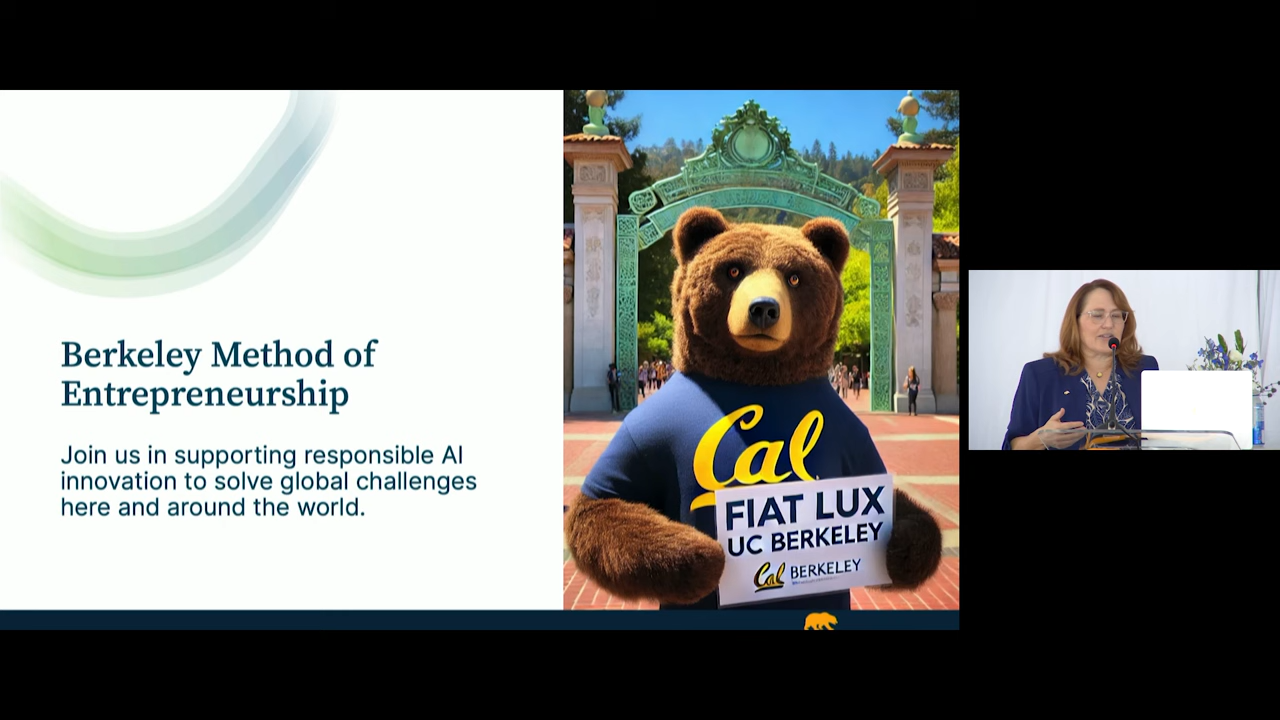 Berkeley Method of
Entrepreneurship
Join us in supporting responsible AI
innovation to solve global challenges
here and around the world.
Cal
FIAT LUX
UC BERKELEY
Cal BERKELEY